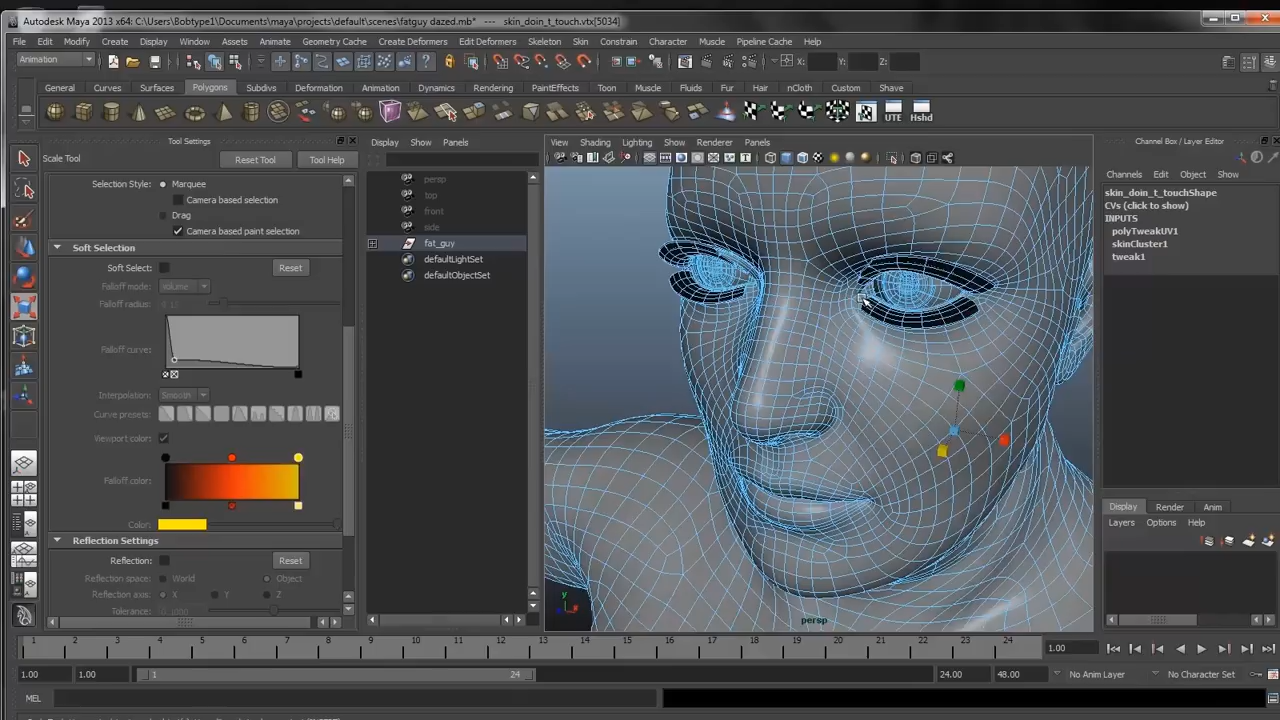 Autodesk Maya 2013 x64: C:\Users\Bobtype1\Documents\maya\projects\default\scenes\fatguy dazed.mb* --- skin_doin_t_touch.vtx[5034]
File Edit Modify Create Display Window Assets Animate Geometry Cache Create Deformers Edit Deformers Skeleton Skin Constrain Character Muscle Pipeline Cache Help
Animation X: Y: Z:
General Curves Surfaces Polygons Subdivs Deformation Animation Dynamics Rendering PaintEffects Toon Muscle Fluids Fur Hair nCloth Custom Shave
UTE Hshd
Tool Settings
Scale Tool Reset Tool Tool Help
Selection Style: Marquee
Camera based selection
Drag
Camera based paint selection
Soft Selection
Soft Select: Reset
Falloff mode: Volume
Falloff radius:
Falloff curve:
Interpolation: Smooth
Curve presets:
Viewport color:
Falloff color:
Color:
Reflection Settings
Reflection: Reset
Reflection space: World Object
Reflection axis: X Y Z
Tolerance: 0.1000
Display Show Panels
persp
top
front
side
fat_guy
defaultLightSet
defaultObjectSet
View Shading Lighting Show Renderer Panels
y
persp
Channel Box / Layer Editor
Channels Edit Object Show
skin_doin_t_touchShape
CVs (click to show)
INPUTS
polyTweakUV1
skinCluster1
tweak1
Display Render Anim
Layers Options Help
1 2 3 4 5 6 7 8 9 10 11 12 13 14 15 16 17 18 19 20 21 22 23 24 1.00
1.00 1.00 1 24 24.00 48.00 No Anim Layer No Character Set
MEL